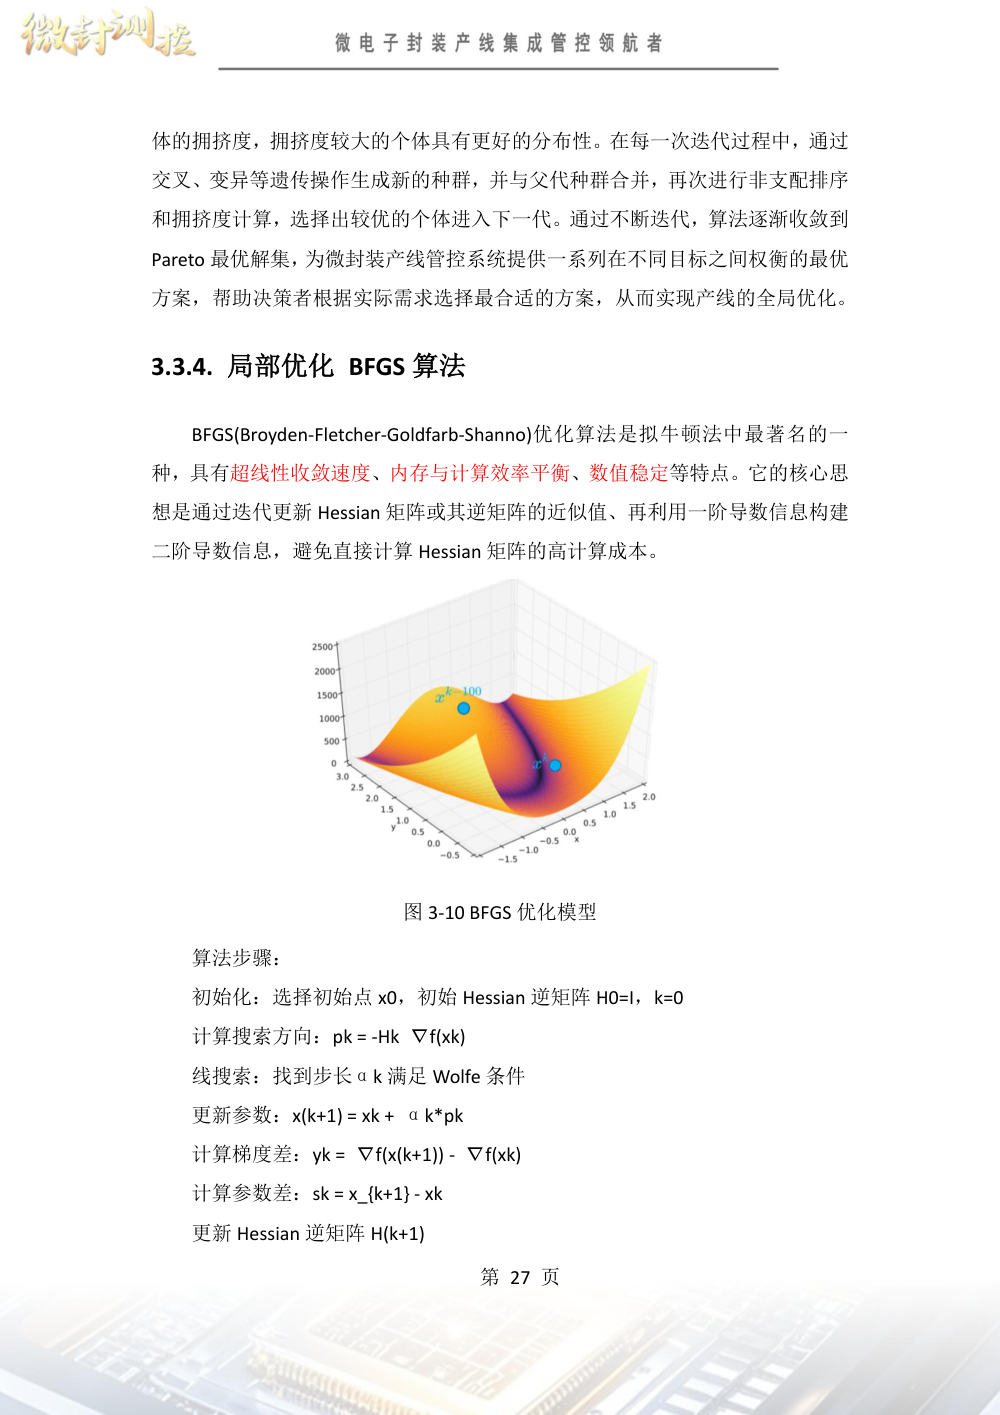 微封测控
微电子封装产线集成管控领航者
体的拥挤度，拥挤度较大的个体具有更好的分布性。在每一次迭代过程中，通过
交叉、变异等遗传操作生成新的种群，并与父代种群合并，再次进行非支配排序
和拥挤度计算，选择出较优的个体进入下一代。通过不断迭代，算法逐渐收敛到
Pareto 最优解集，为微封装产线管控系统提供一系列在不同目标之间权衡的最优
方案，帮助决策者根据实际需求选择最合适的方案，从而实现产线的全局优化。
3.3.4. 局部优化 BFGS 算法
BFGS(Broyden-Fletcher-Goldfarb-Shanno)优化算法是拟牛顿法中最著名的一
种，具有超线性收敛速度、内存与计算效率平衡、数值稳定等特点。它的核心思
想是通过迭代更新 Hessian 矩阵或其逆矩阵的近似值、再利用一阶导数信息构建
二阶导数信息，避免直接计算 Hessian 矩阵的高计算成本。
2500
2000
1500
1000
500
0
x^{k-100}
x^k
3.0
2.5
2.0
1.5
1.0
0.5
0.0
-0.5
y
-1.5
-1.0
-0.5
0.0
0.5
1.0
1.5
2.0
x
图 3-10 BFGS 优化模型
算法步骤：
初始化：选择初始点 x0，初始 Hessian 逆矩阵 H0=I，k=0
计算搜索方向：pk = -Hk ∇f(xk)
线搜索：找到步长αk 满足 Wolfe 条件
更新参数：x(k+1) = xk + αk*pk
计算梯度差：yk = ∇f(x(k+1)) - ∇f(xk)
计算参数差：sk = x_{k+1} - xk
更新 Hessian 逆矩阵 H(k+1)
第 27 页